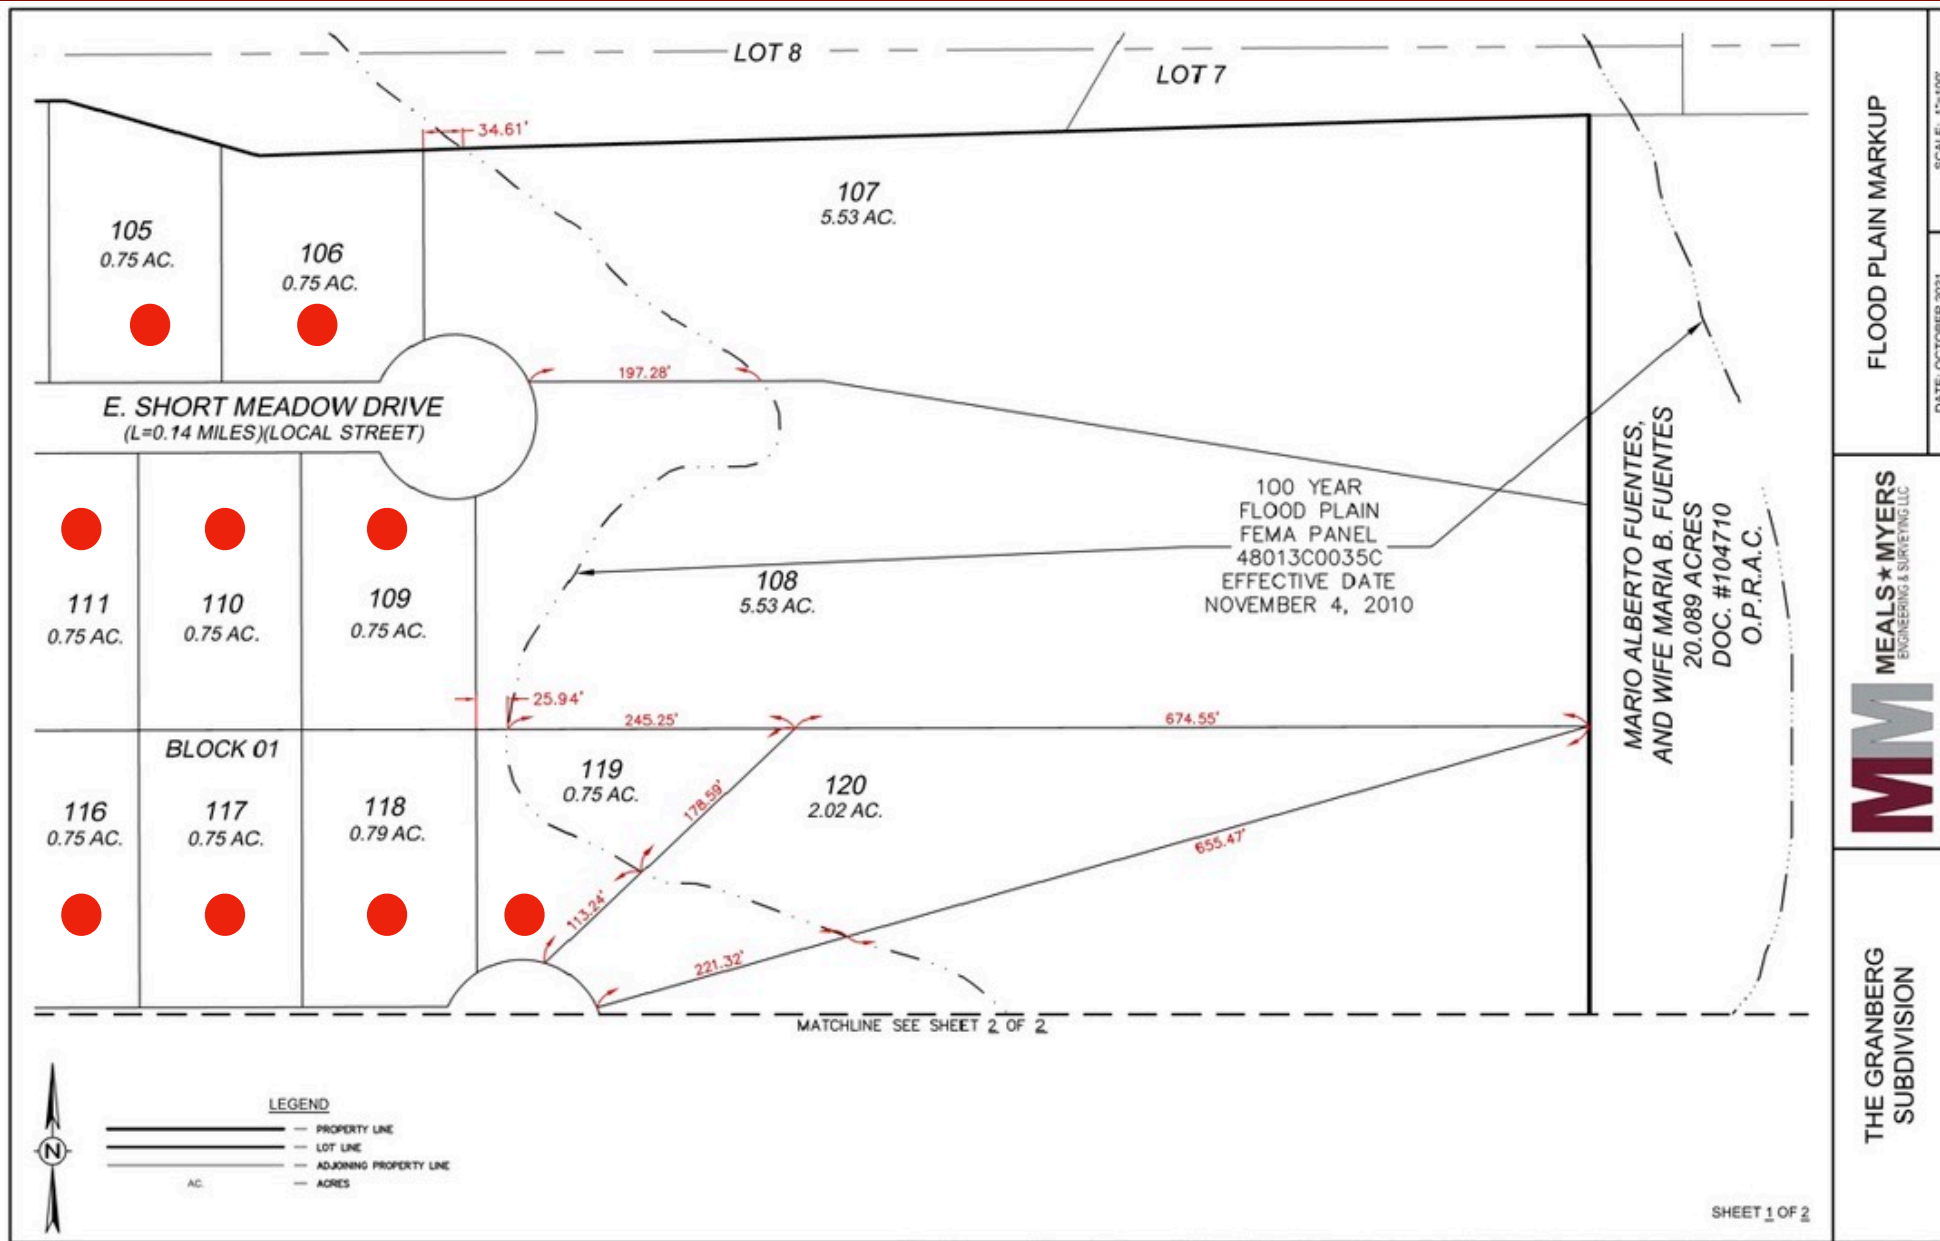 LOT 8
LOT 7
34.61'
107
5.53 AC.
105
0.75 AC.
106
0.75 AC.
197.28'
E. SHORT MEADOW DRIVE
(L=0.14 MILES)(LOCAL STREET)
100 YEAR
FLOOD PLAIN
FEMA PANEL
48013C0035C
EFFECTIVE DATE
NOVEMBER 4, 2010
108
5.53 AC.
111
0.75 AC.
110
0.75 AC.
109
0.75 AC.
25.94'
245.25'
674.55'
BLOCK 01
119
0.75 AC.
120
2.02 AC.
178.59'
116
0.75 AC.
117
0.75 AC.
118
0.79 AC.
655.47'
113.24'
221.32'
MATCHLINE SEE SHEET 2 OF 2
MARIO ALBERTO FUENTES,
AND WIFE MARIA B. FUENTES
20.089 ACRES
DOC. #104710
O.P.R.A.C.
LEGEND
PROPERTY LINE
LOT LINE
ADJOINING PROPERTY LINE
AC. ACRES
N
SHEET 1 OF 2
FLOOD PLAIN MARKUP
MM
MEALS★MYERS
ENGINEERING & SURVEYING LLC
THE GRANBERG
SUBDIVISION